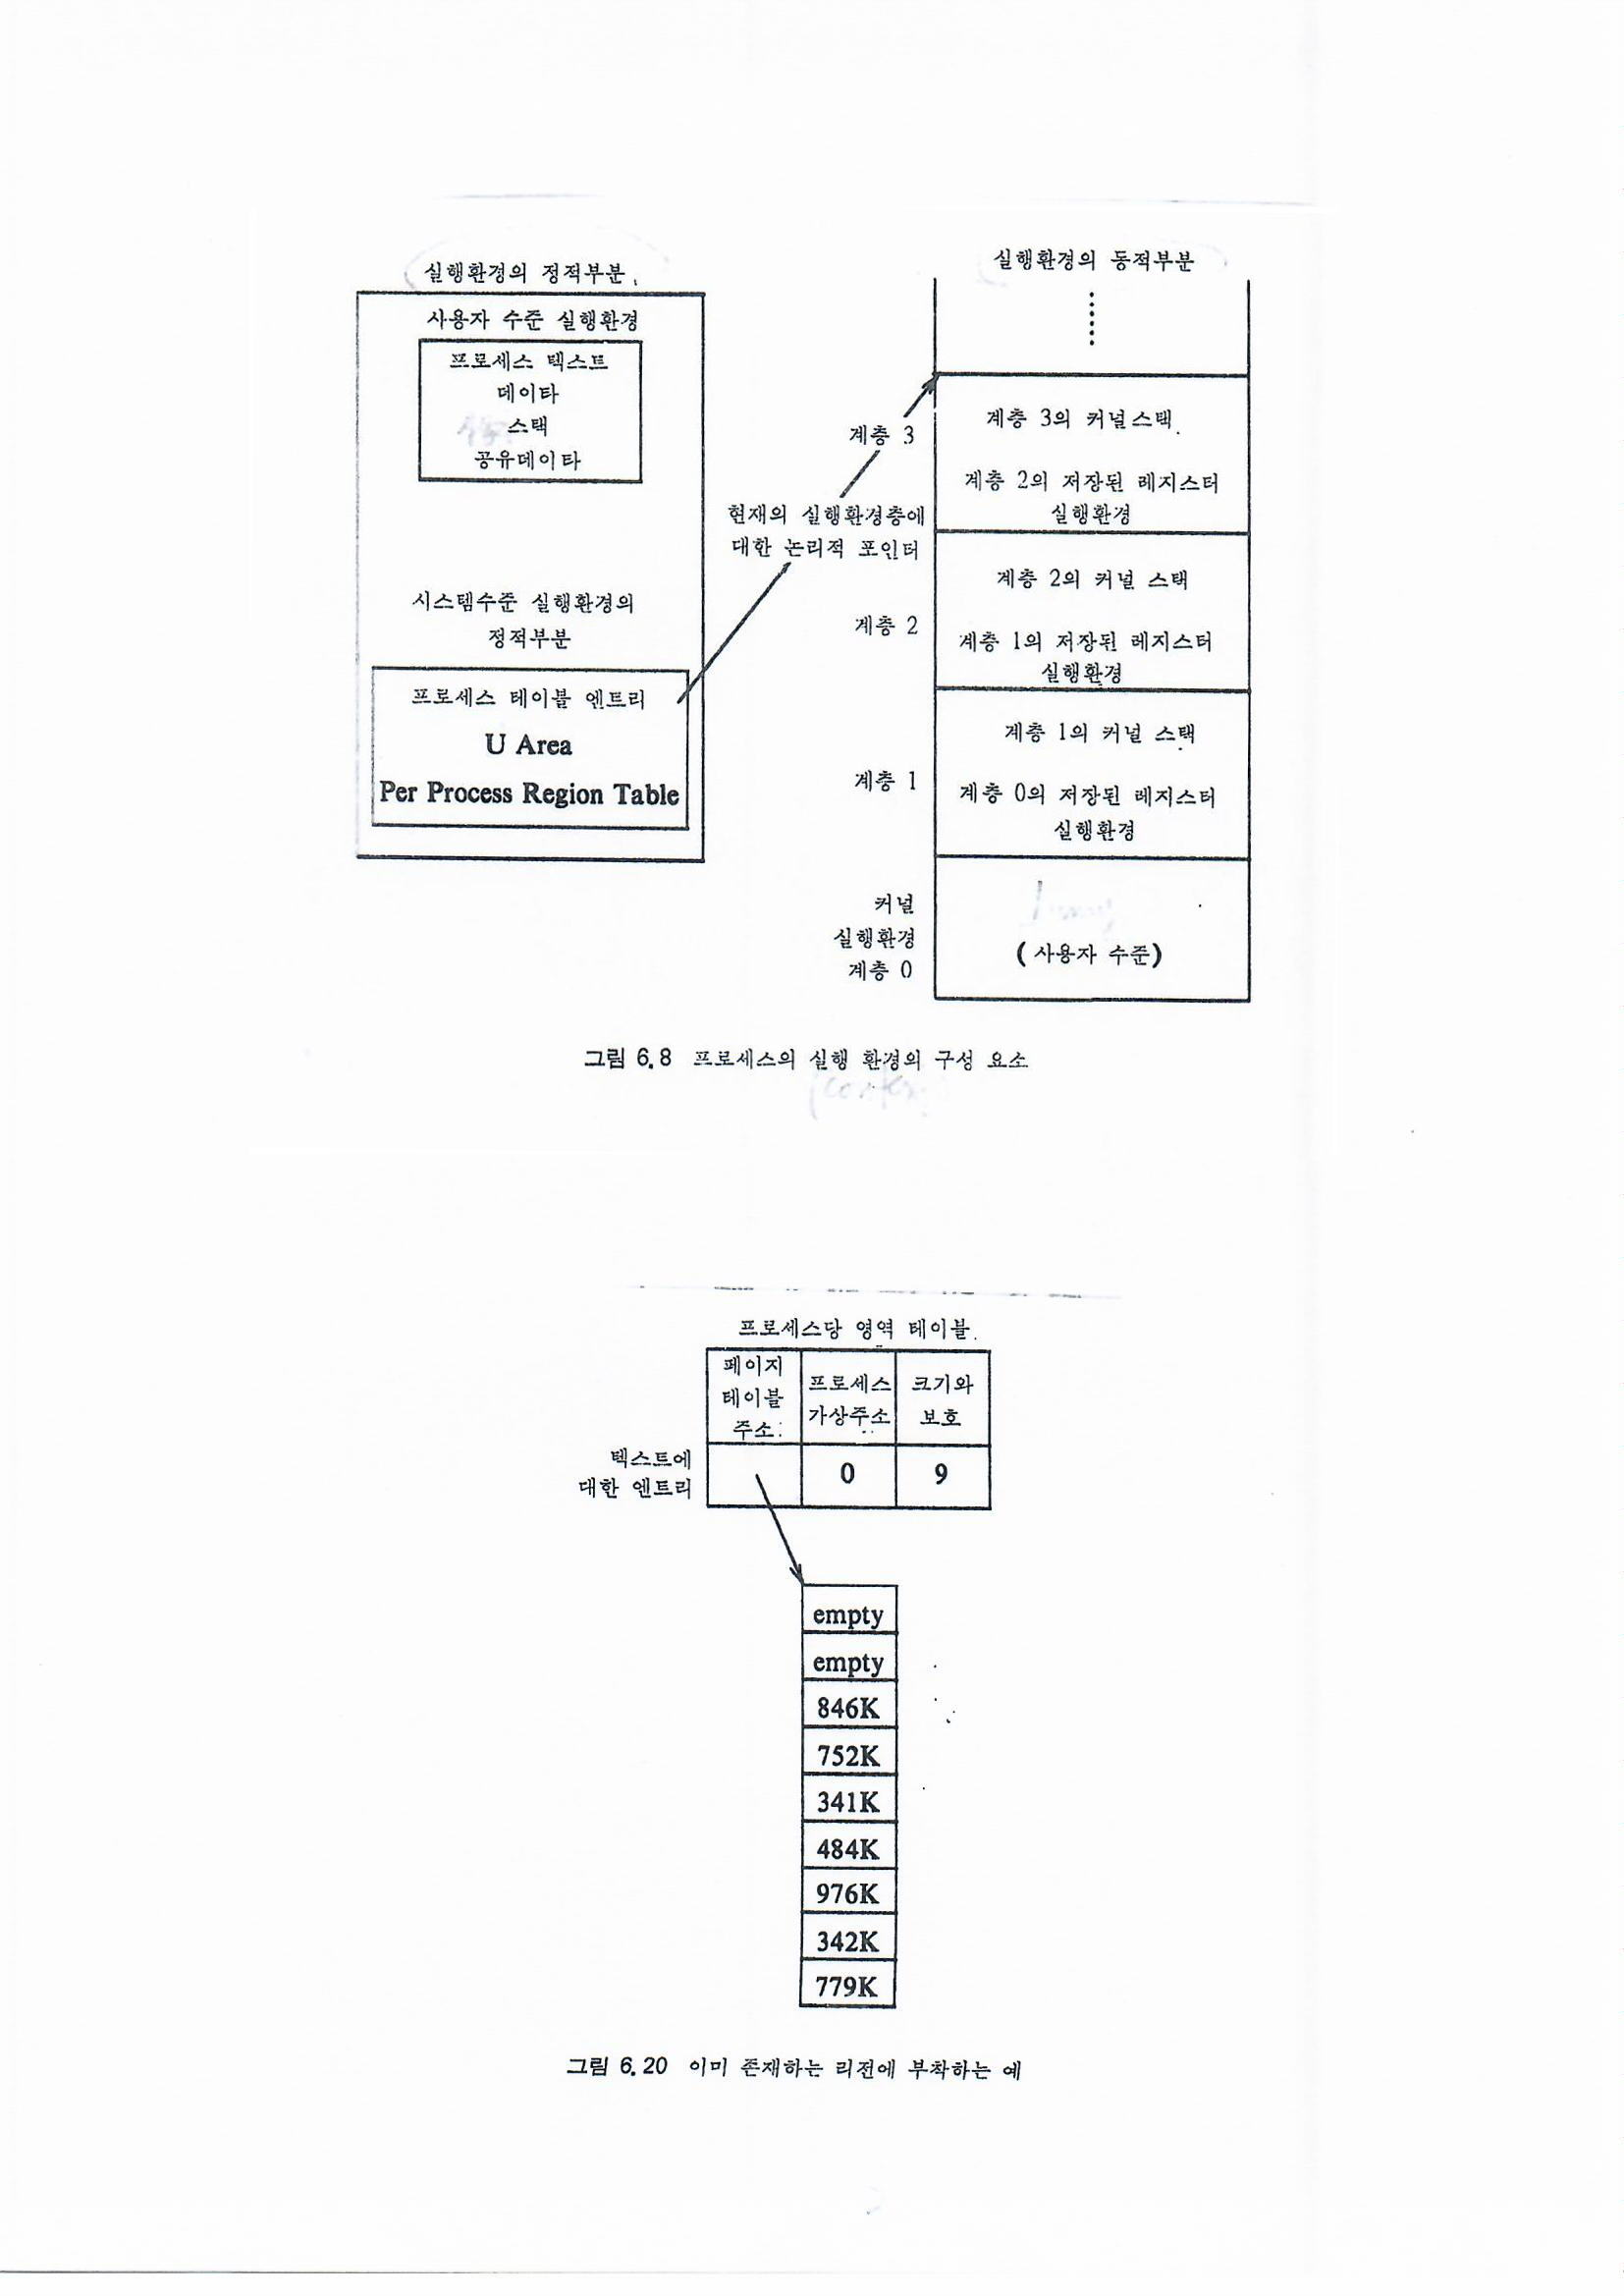 실행환경의 정적부분
사용자 수준 실행환경
프로세스 텍스트
데이타
스택
공유데이타
시스템수준 실행환경의
정적부분
프로세스 테이블 엔트리
U Area
Per Process Region Table
현재의 실행환경층에
대한 논리적 포인터
실행환경의 동적부분
계층 3
계층 3의 커널스택
계층 2의 저장된 레지스터
실행환경
계층 2
계층 2의 커널 스택
계층 1의 저장된 레지스터
실행환경
계층 1
계층 1의 커널 스택
계층 0의 저장된 레지스터
실행환경
커널
실행환경
계층 0
(사용자 수준)
그림 6.8 프로세스의 실행 환경의 구성 요소
프로세스당 영역 테이블
페이지
테이블
주소
프로세스
가상주소
크기와
보호
텍스트에
대한 엔트리
0
9
empty
empty
846K
752K
341K
484K
976K
342K
779K
그림 6.20 이미 존재하는 리전에 부착하는 예